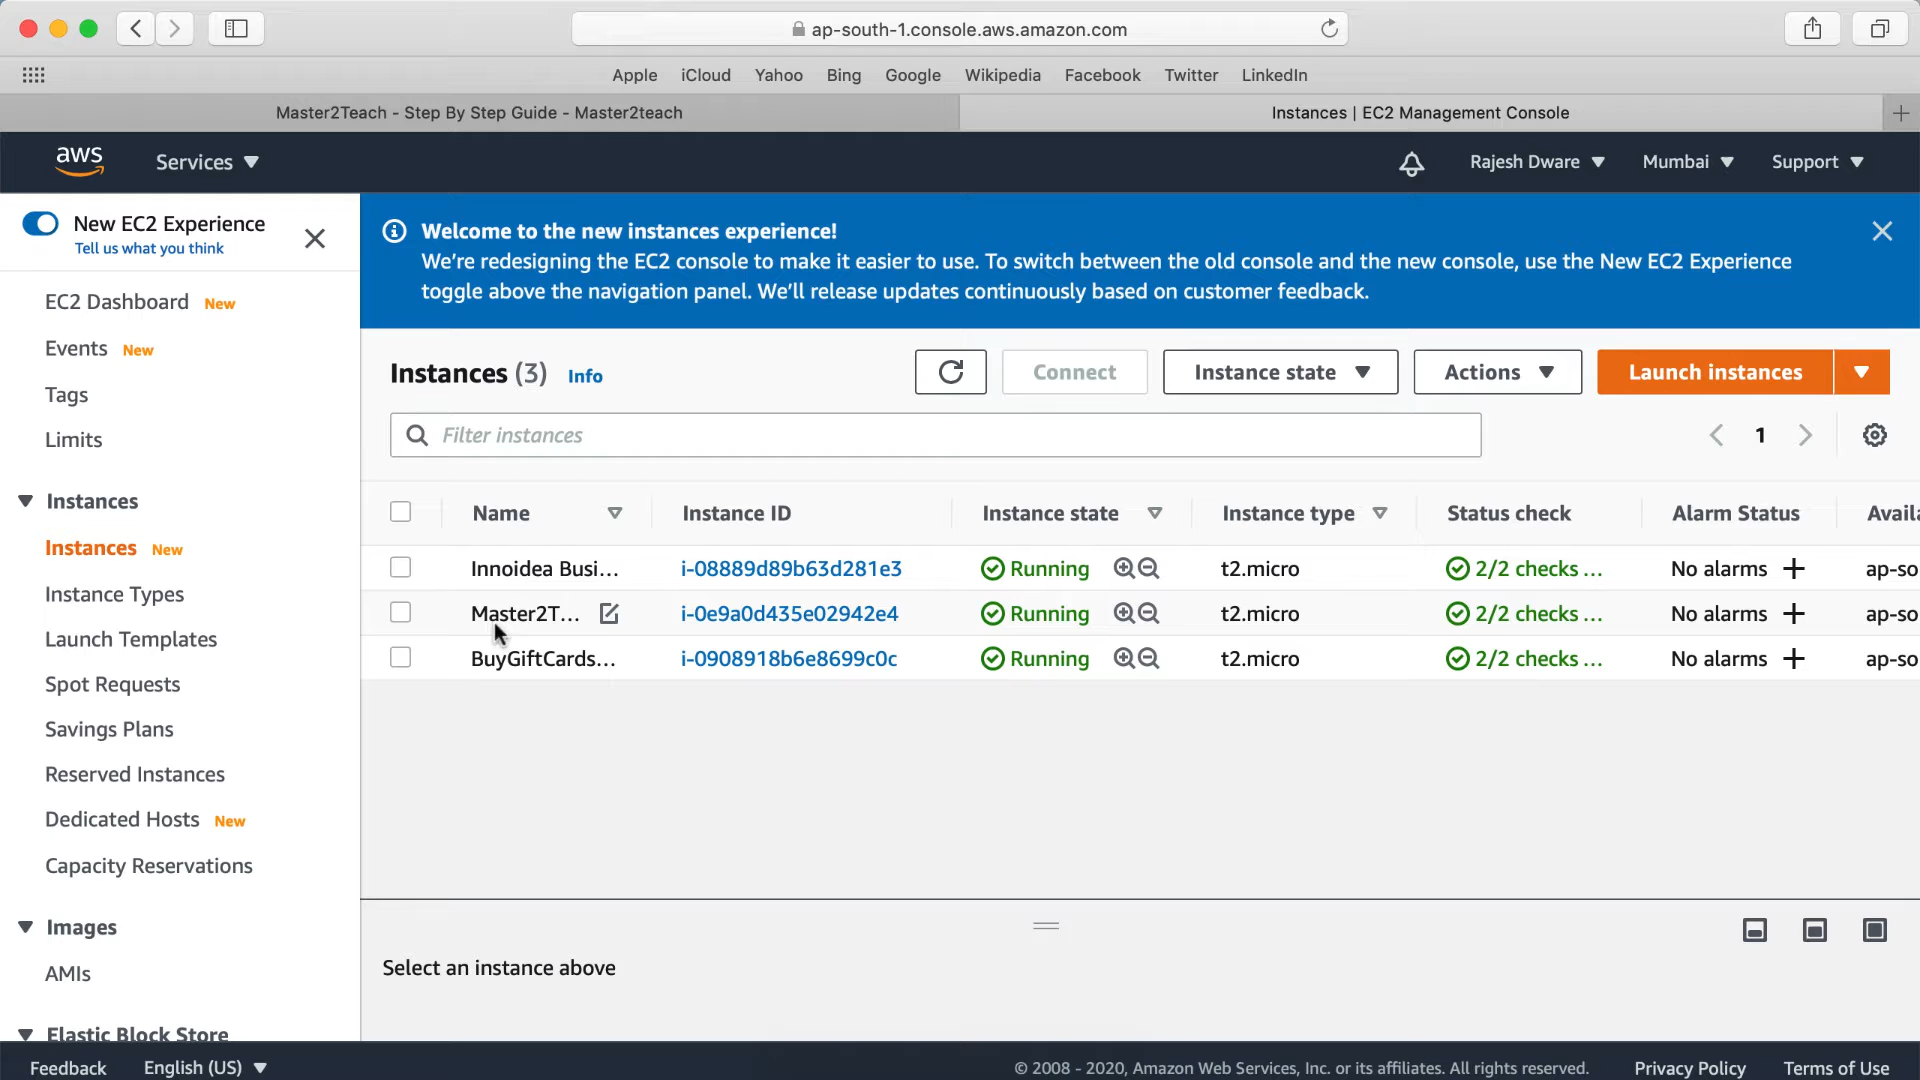 ap-south-1.console.aws.amazon.com
Apple iCloud Yahoo Bing Google Wikipedia Facebook Twitter LinkedIn
Master2Teach - Step By Step Guide - Master2teach
Instances | EC2 Management Console
aws Services Rajesh Dware Mumbai Support
New EC2 Experience
Tell us what you think
EC2 Dashboard New
Events New
Tags
Limits
Instances
Instances New
Instance Types
Launch Templates
Spot Requests
Savings Plans
Reserved Instances
Dedicated Hosts New
Capacity Reservations
Images
AMIs
Elastic Block Store
Welcome to the new instances experience!
We're redesigning the EC2 console to make it easier to use. To switch between the old console and the new console, use the New EC2 Experience
toggle above the navigation panel. We'll release updates continuously based on customer feedback.
Instances (3) Info Connect Instance state Actions Launch instances
Filter instances 1
Name Instance ID Instance state Instance type Status check Alarm Status Availa
Innoidea Busi... i-08889d89b63d281e3 Running t2.micro 2/2 checks ... No alarms ap-so
Master2T... i-0e9a0d435e02942e4 Running t2.micro 2/2 checks ... No alarms ap-so
BuyGiftCards... i-0908918b6e8699c0c Running t2.micro 2/2 checks ... No alarms ap-so
Select an instance above
Feedback English (US) © 2008 - 2020, Amazon Web Services, Inc. or its affiliates. All rights reserved. Privacy Policy Terms of Use